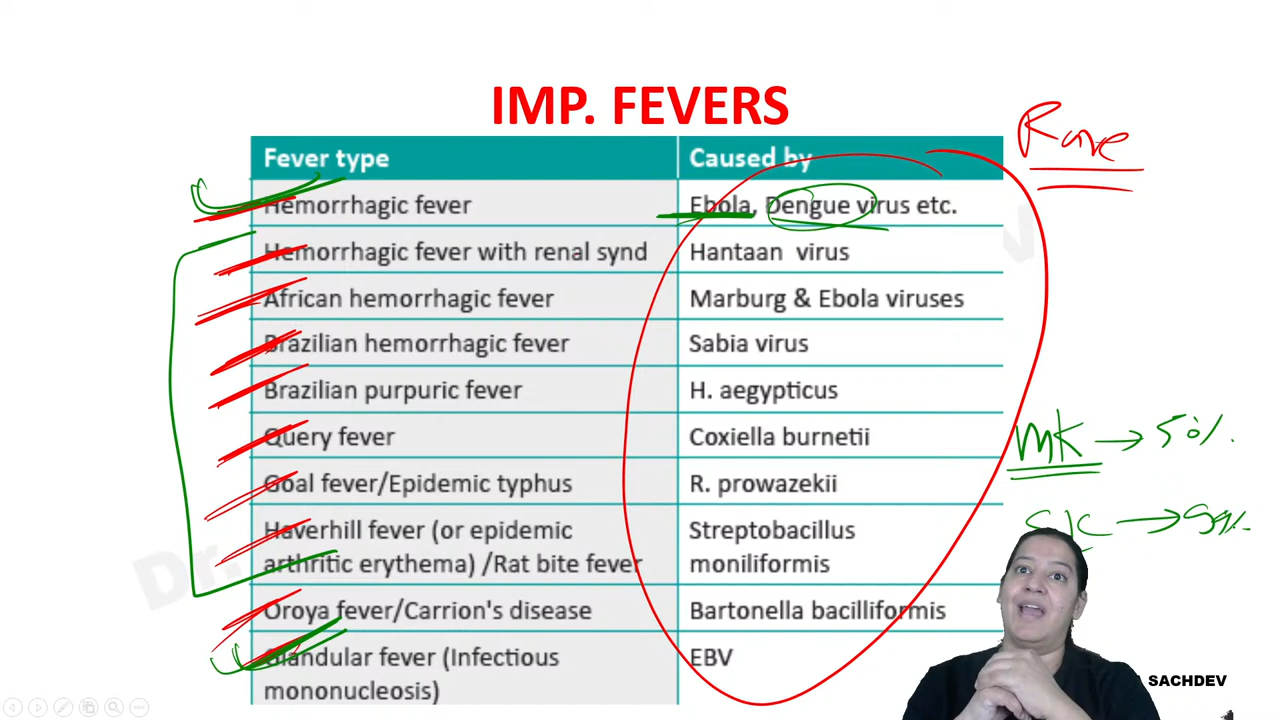 IMP. FEVERS
Rare
Fever type Caused by
Hemorrhagic fever Ebola, Dengue virus etc.
Hemorrhagic fever with renal synd Hantaan virus
African hemorrhagic fever Marburg & Ebola viruses
Brazilian hemorrhagic fever Sabia virus
Brazilian purpuric fever H. aegypticus
MK → 50%.
Query fever Coxiella burnetii
Goal fever/Epidemic typhus R. prowazekii
Haverhill fever (or epidemic Streptobacillus
arthritic erythema) /Rat bite fever moniliformis
Oroya fever/Carrion's disease Bartonella bacilliformis
Glandular fever (Infectious EBV
mononucleosis)
SACHDEV